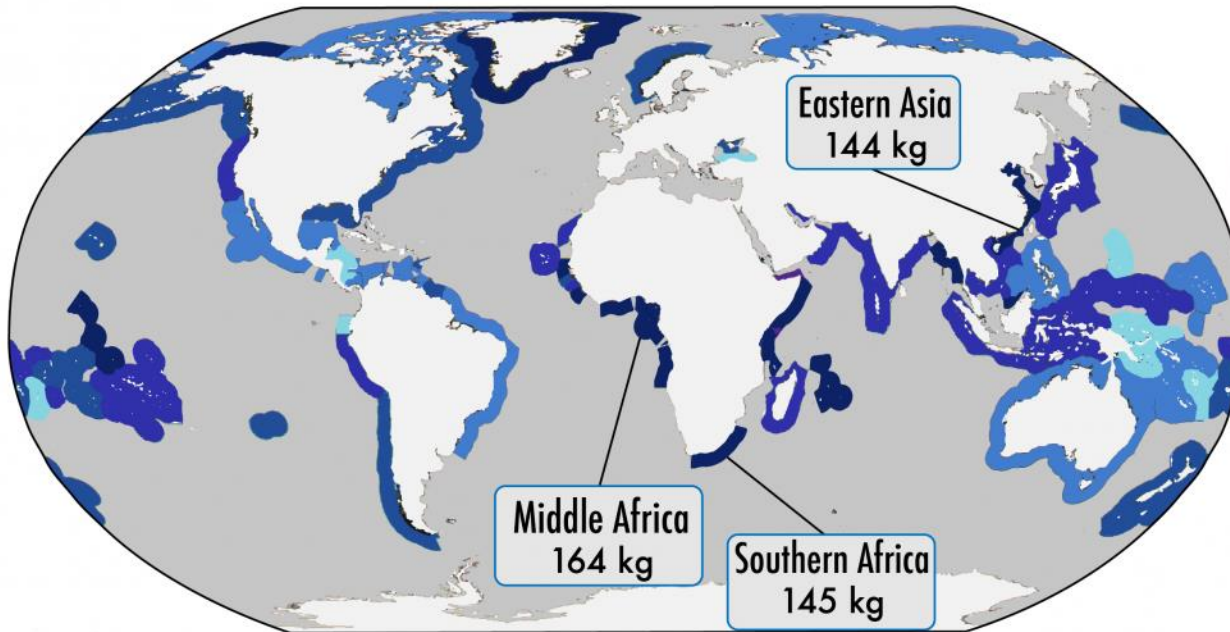 Eastern Asia
144 kg
Middle Africa
164 kg
Southern Africa
145 kg